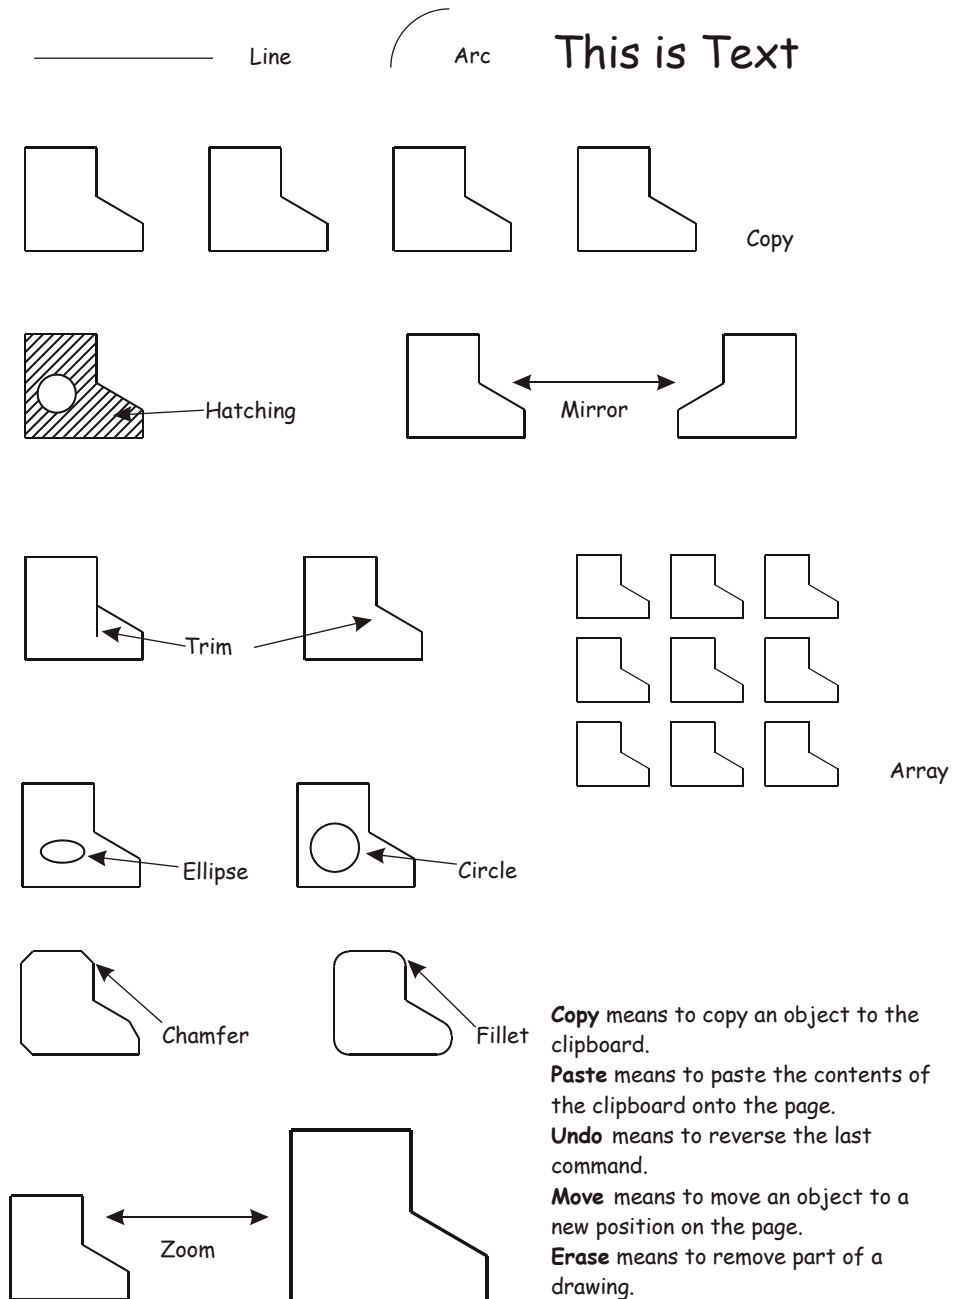 Line
Arc
This is Text
Copy
Hatching
Mirror
Trim
Array
Ellipse
Circle
Chamfer
Fillet
Copy means to copy an object to the
clipboard.
Paste means to paste the contents of
the clipboard onto the page.
Undo means to reverse the last
command.
Move means to move an object to a
new position on the page.
Erase means to remove part of a
drawing.
Zoom